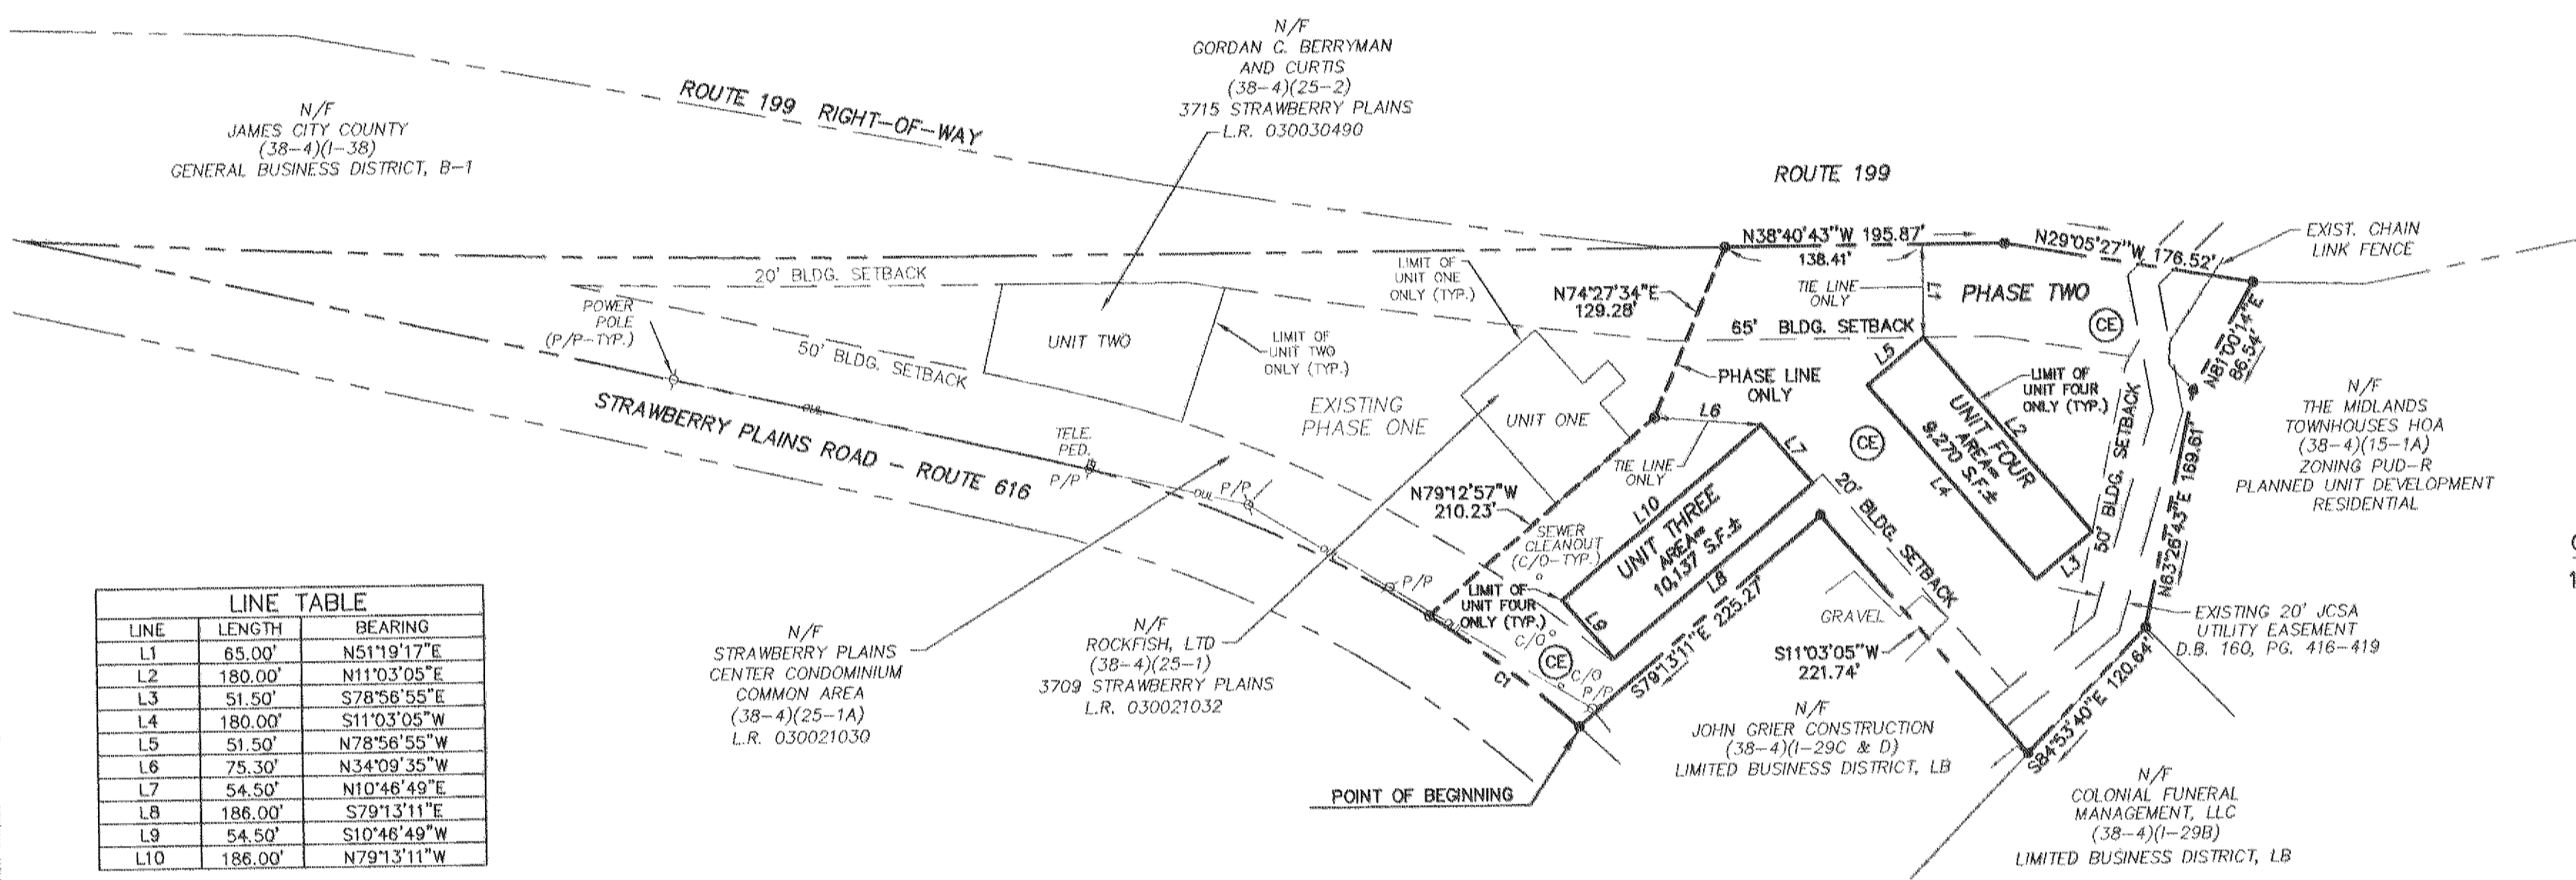 N/F
GORDAN C. BERRYMAN
AND CURTIS
(38-4)(25-2)
3715 STRAWBERRY PLAINS
L.R. 030030490
ROUTE 199 RIGHT-OF-WAY
N/F
JAMES CITY COUNTY
(38-4)(1-38)
GENERAL BUSINESS DISTRICT, B-1
ROUTE 199
N38°40'43"W 195.87'
138.41'
N29°05'27"W 176.52'
EXIST. CHAIN
LINK FENCE
20' BLDG. SETBACK
LIMIT OF
UNIT ONE
ONLY (TYP.)
N74°27'34"E
129.28'
TIE LINE
ONLY
L1
PHASE TWO
CE
N81°00'14"E
86.54'
POWER
POLE
(P/P-TYP.)
50' BLDG. SETBACK
UNIT TWO
LIMIT OF
UNIT TWO
ONLY (TYP.)
65' BLDG. SETBACK
L5
PHASE LINE
ONLY
LIMIT OF
UNIT FOUR
ONLY (TYP.)
L2
UNIT FOUR
AREA=
9,270 S.F.±
L4
L3
50' BLDG. SETBACK
N63°26'43"E 169.61'
N/F
THE MIDLANDS
TOWNHOUSES HOA
(38-4)(15-1A)
ZONING PUD-R
PLANNED UNIT DEVELOPMENT
RESIDENTIAL
OUL
STRAWBERRY PLAINS ROAD - ROUTE 616
EXISTING
PHASE ONE
UNIT ONE
L6
L7
CE
TELE.
PED.
P/P
OUL
P/P
TIE LINE
ONLY
N79°12'57"W
210.23'
L10
UNIT THREE
AREA=
10,137 S.F.±
L8
20' BLDG. SETBACK
SEWER
CLEANOUT
(C/O-TYP.)
OUL
P/P
LIMIT OF
UNIT FOUR
ONLY (TYP.)
L9
OUL
C/O
CE
C/O
P/P
C1
S79°13'11"E 225.27'
GRAVEL
S11°03'05"W
221.74'
EXISTING 20' JCSA
UTILITY EASEMENT
D.B. 160, PG. 416-419
S84°53'40"E 120.64'
N/F
STRAWBERRY PLAINS
CENTER CONDOMINIUM
COMMON AREA
(38-4)(25-1A)
L.R. 030021030
N/F
ROCKFISH, LTD
(38-4)(25-1)
3709 STRAWBERRY PLAINS
L.R. 030021032
N/F
JOHN GRIER CONSTRUCTION
(38-4)(1-29C & D)
LIMITED BUSINESS DISTRICT, LB
POINT OF BEGINNING
N/F
COLONIAL FUNERAL
MANAGEMENT, LLC
(38-4)(1-29B)
LIMITED BUSINESS DISTRICT, LB
LINE TABLE
LINE LENGTH BEARING
L1 65.00' N51°19'17"E
L2 180.00' N11°03'05"E
L3 51.50' S78°56'55"E
L4 180.00' S11°03'05"W
L5 51.50' N78°56'55"W
L6 75.30' N34°09'35"W
L7 54.50' N10°46'49"E
L8 186.00' S79°13'11"E
L9 54.50' S10°46'49"W
L10 186.00' N79°13'11"W